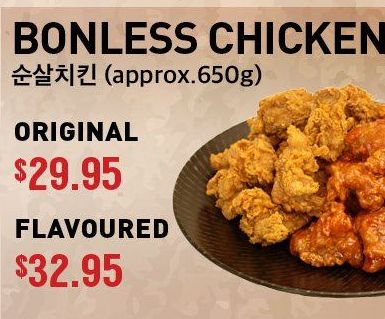 BONLESS CHICKEN
순살치킨 (approx.650g)
ORIGINAL
$29.95
FLAVOURED
$32.95